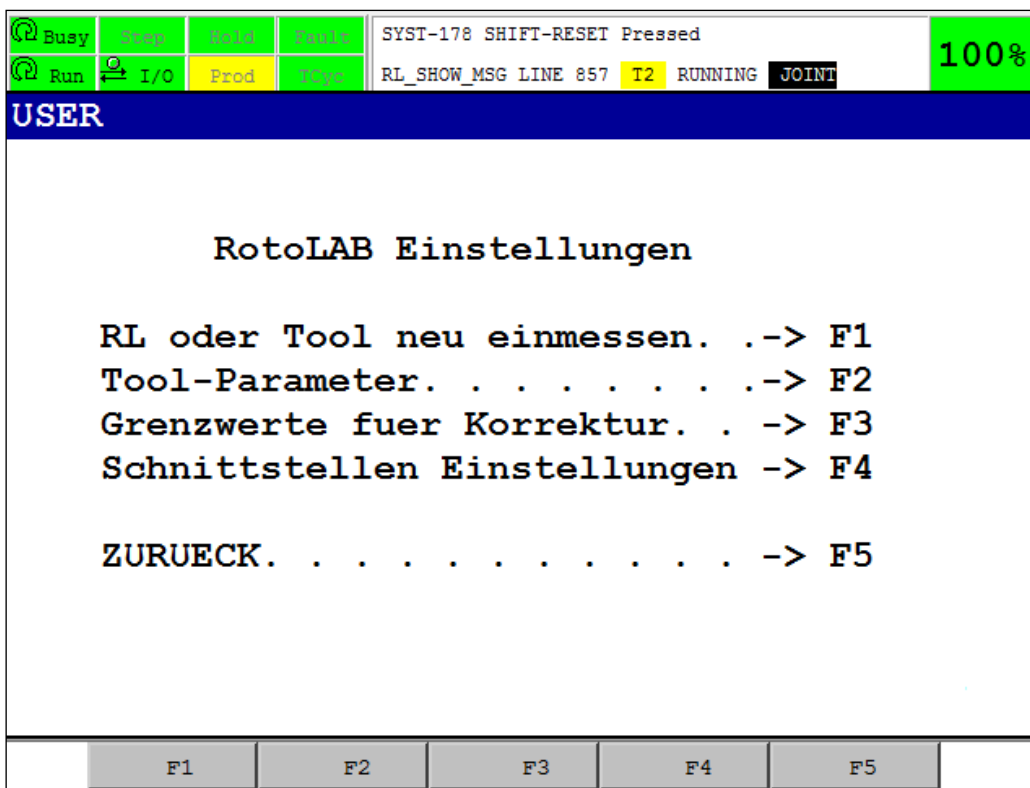 Busy Step Hold Fault SYST-178 SHIFT-RESET Pressed
Run I/O Prod TCyc RL_SHOW_MSG LINE 857 T2 RUNNING JOINT 100%
USER
RotoLAB Einstellungen
RL oder Tool neu einmessen. .-> F1
Tool-Parameter. . . . . . . .-> F2
Grenzwerte fuer Korrektur. . -> F3
Schnittstellen Einstellungen -> F4
ZURUECK. . . . . . . . . . . -> F5
F1 F2 F3 F4 F5